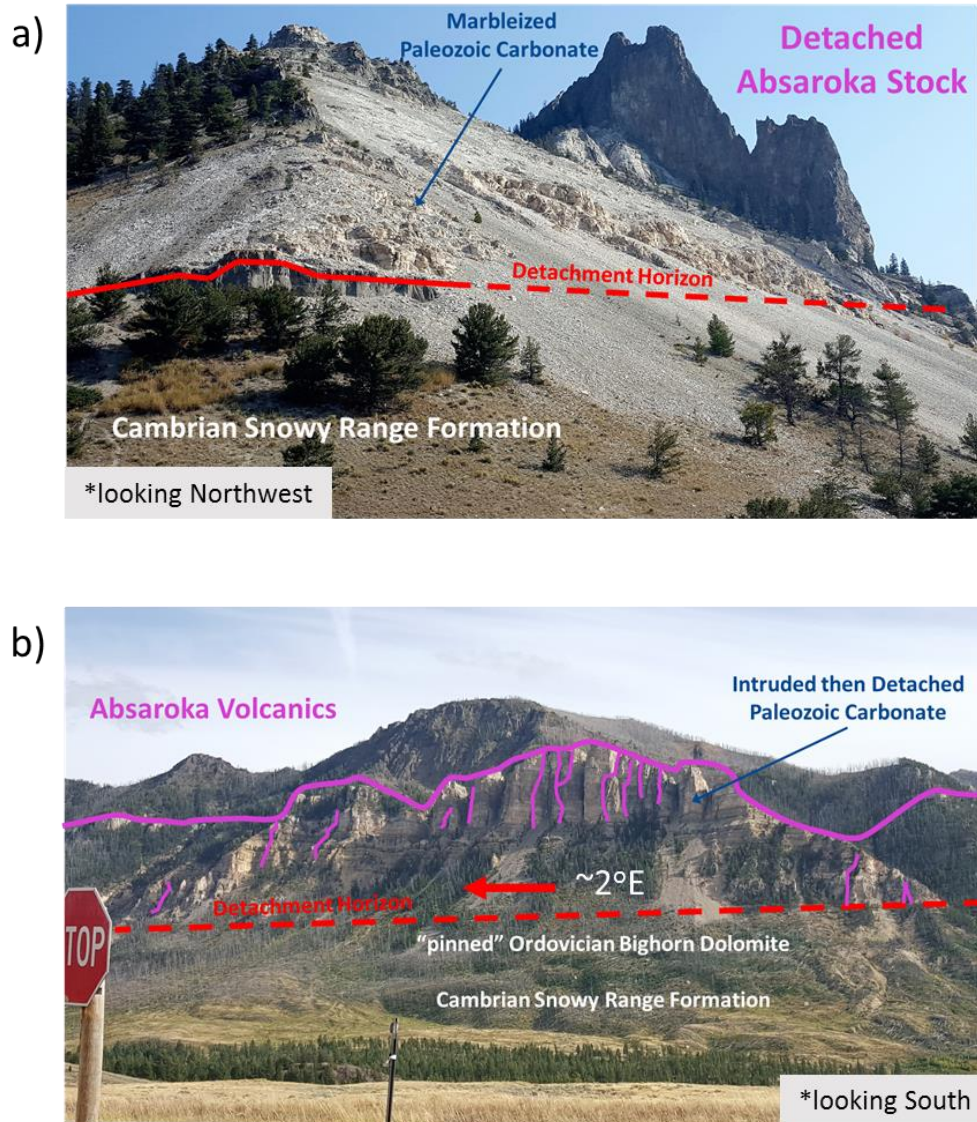 a)
Marbleized
Paleozoic Carbonate
Detached
Absaroka Stock
Detachment Horizon
Cambrian Snowy Range Formation
*looking Northwest
b)
Absaroka Volcanics
Intruded then Detached
Paleozoic Carbonate
~2°E
Detachment Horizon
TOP
"pinned" Ordovician Bighorn Dolomite
Cambrian Snowy Range Formation
*looking South